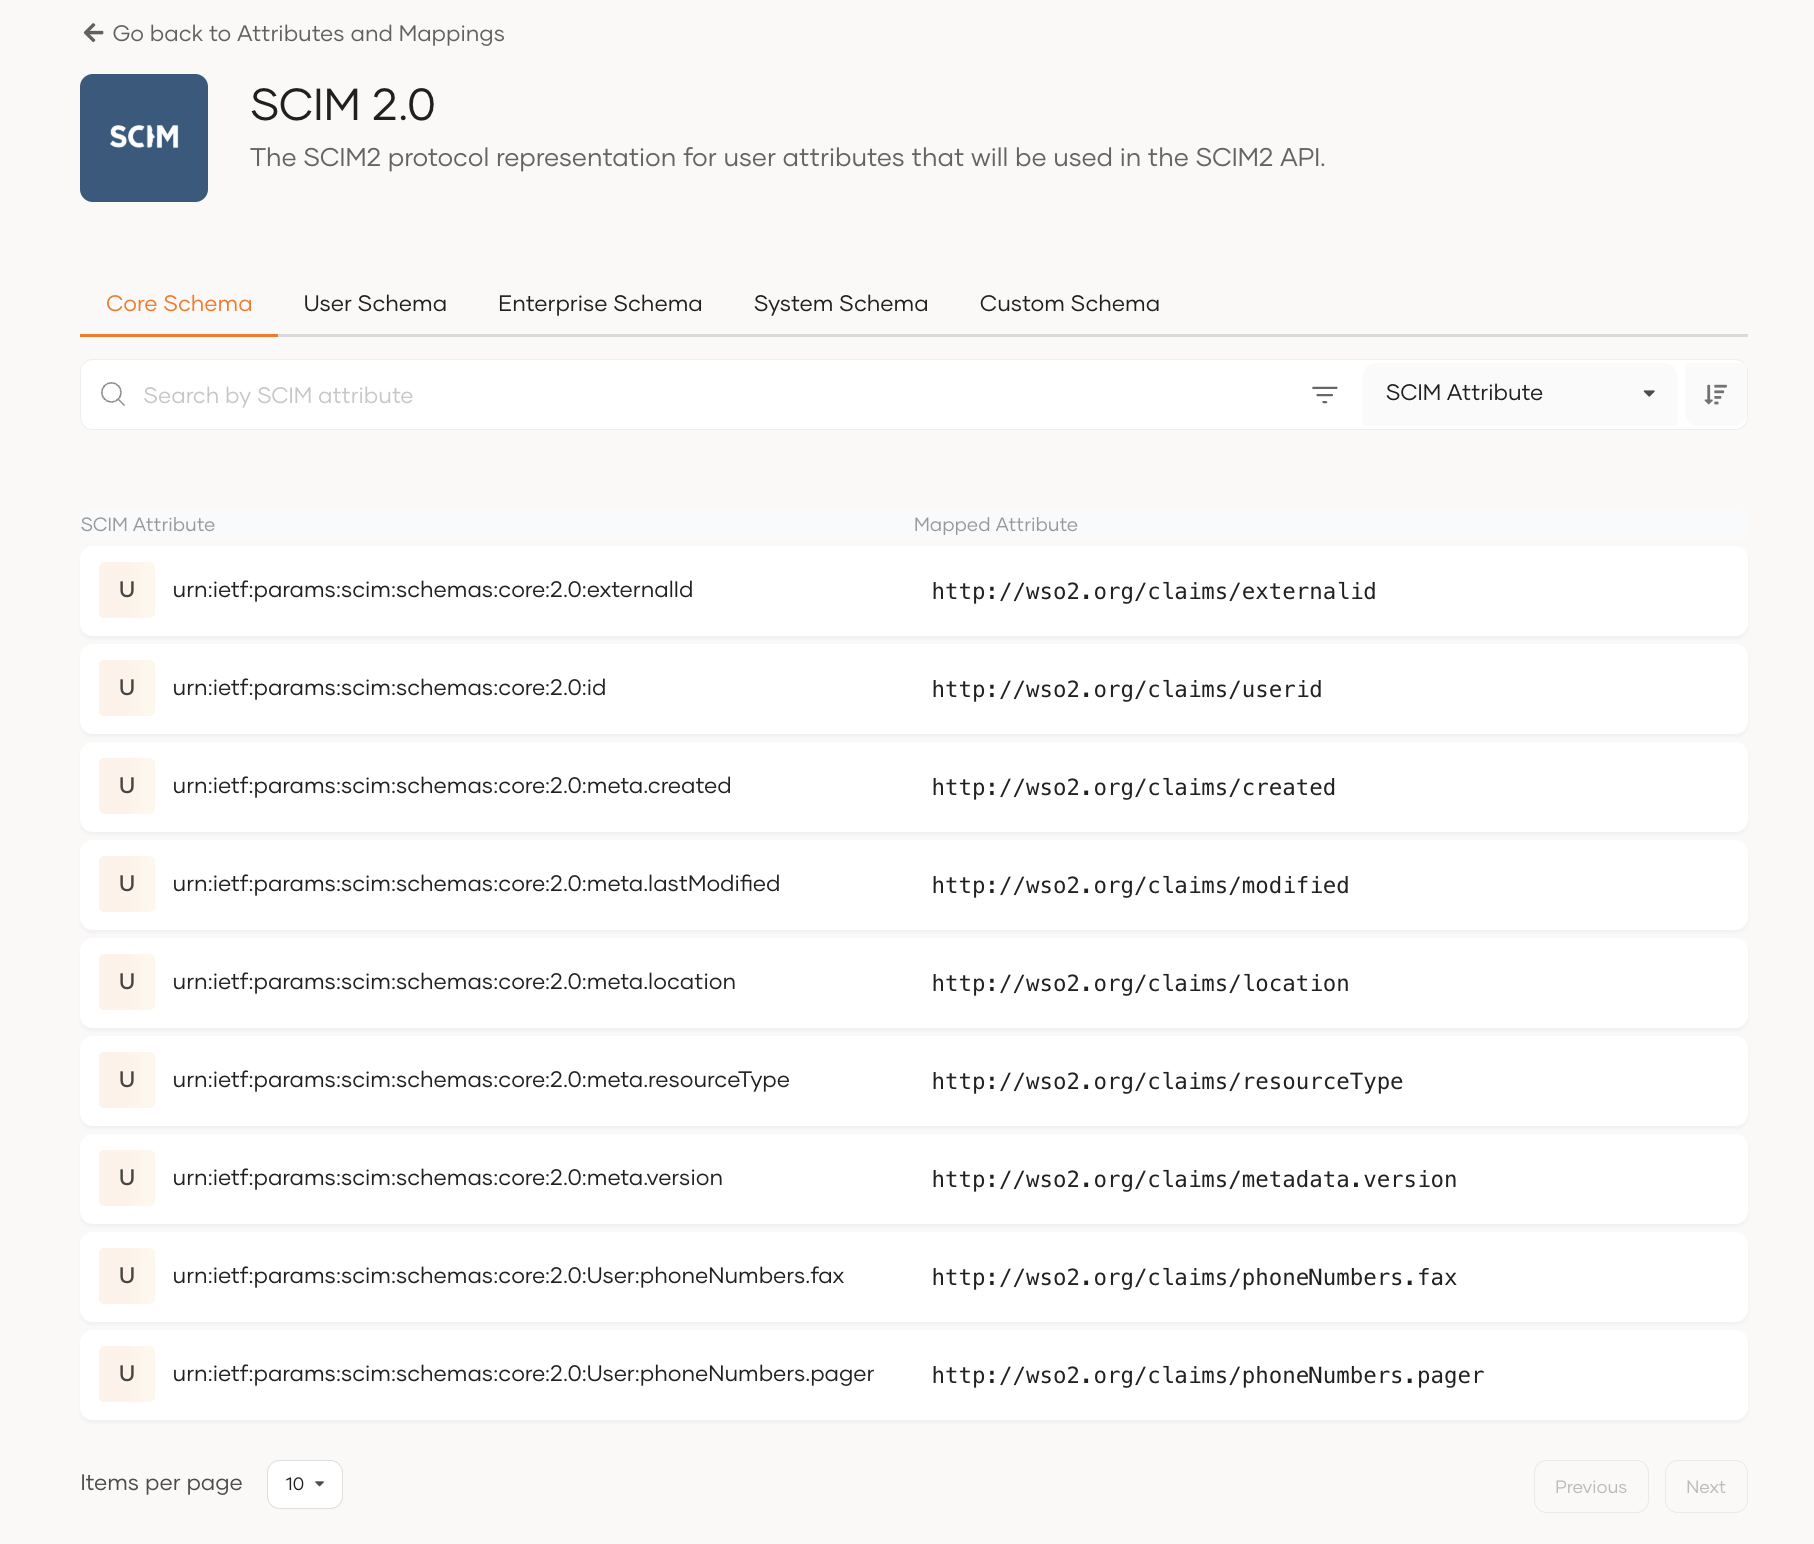 Go back to Attributes and Mappings
SCIM
SCIM 2.0
The SCIM2 protocol representation for user attributes that will be used in the SCIM2 API.
Core Schema User Schema Enterprise Schema System Schema Custom Schema
Search by SCIM attribute SCIM Attribute
SCIM Attribute Mapped Attribute
U urn:ietf:params:scim:schemas:core:2.0:externalId http://wso2.org/claims/externalid
U urn:ietf:params:scim:schemas:core:2.0:id http://wso2.org/claims/userid
U urn:ietf:params:scim:schemas:core:2.0:meta.created http://wso2.org/claims/created
U urn:ietf:params:scim:schemas:core:2.0:meta.lastModified http://wso2.org/claims/modified
U urn:ietf:params:scim:schemas:core:2.0:meta.location http://wso2.org/claims/location
U urn:ietf:params:scim:schemas:core:2.0:meta.resourceType http://wso2.org/claims/resourceType
U urn:ietf:params:scim:schemas:core:2.0:meta.version http://wso2.org/claims/metadata.version
U urn:ietf:params:scim:schemas:core:2.0:User:phoneNumbers.fax http://wso2.org/claims/phoneNumbers.fax
U urn:ietf:params:scim:schemas:core:2.0:User:phoneNumbers.pager http://wso2.org/claims/phoneNumbers.pager
Items per page 10 Previous Next